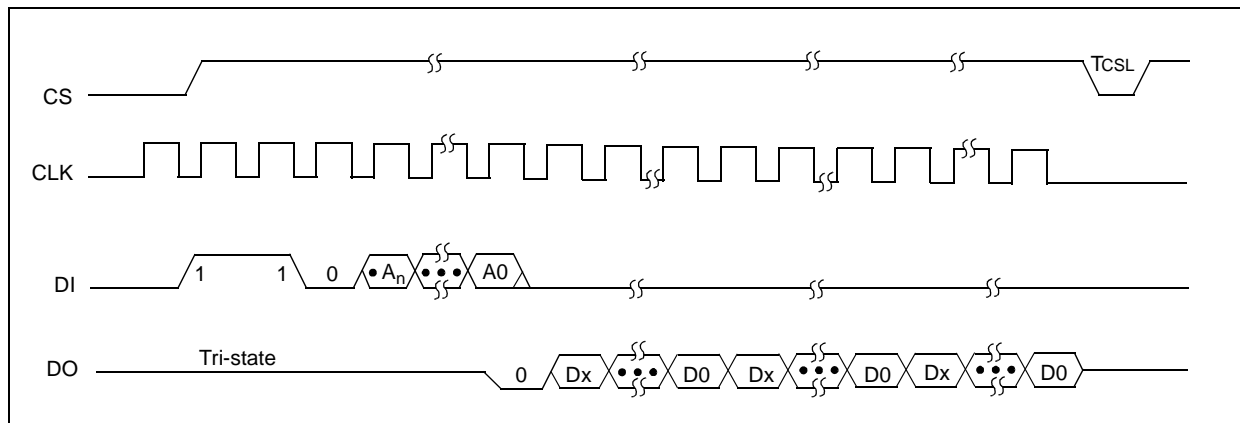 CS TCSL
CLK
DI 1 1 0 • An • • • A0
DO Tri-state 0 Dx • • • D0 Dx • • • D0 Dx • • • D0